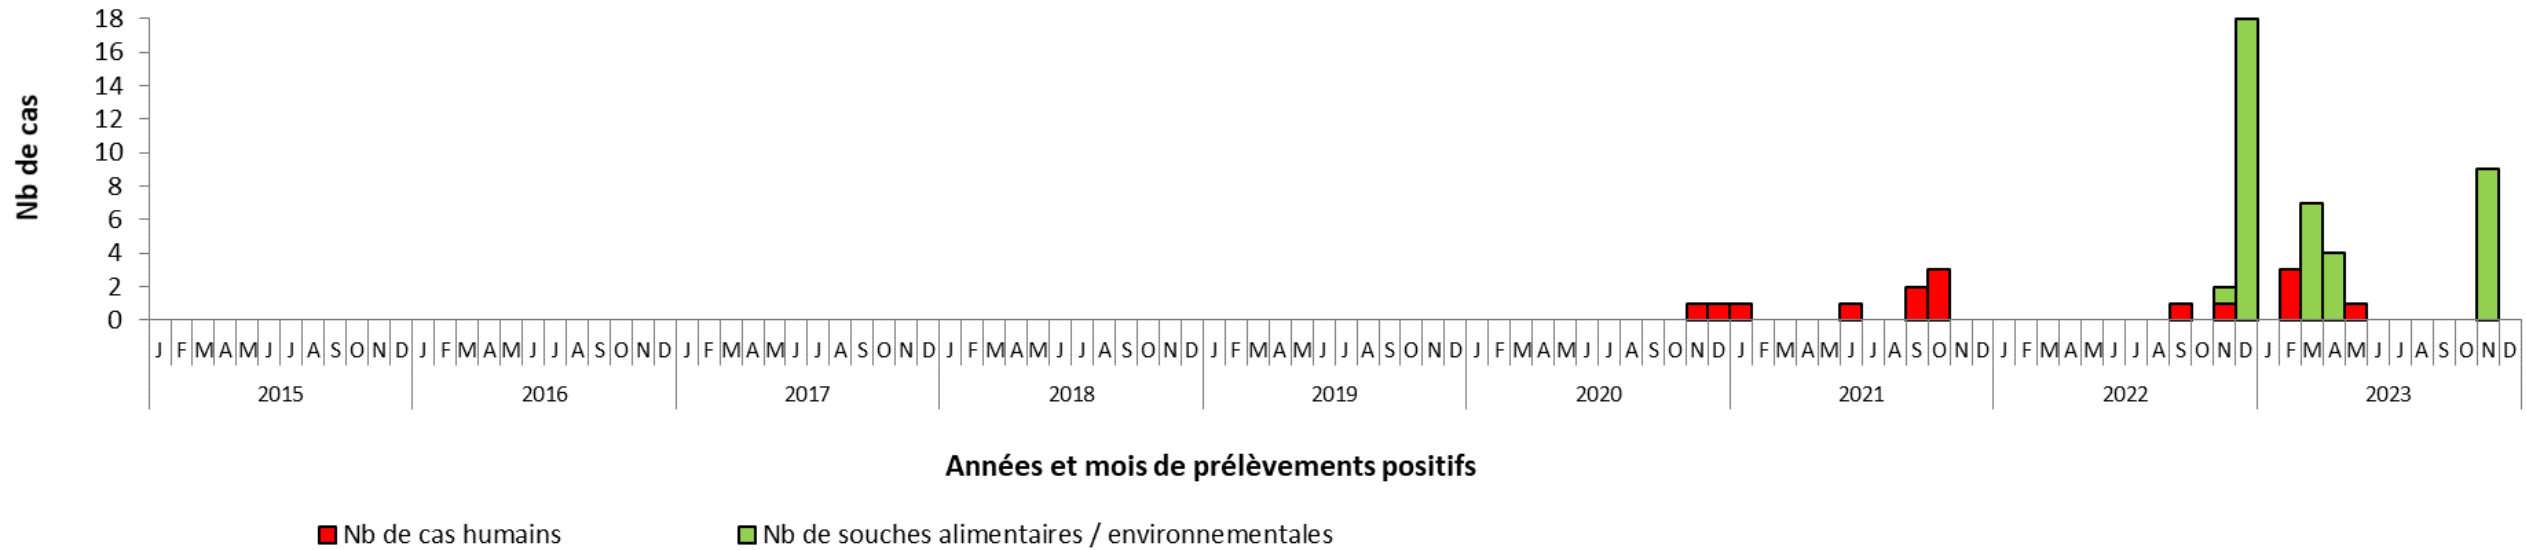 Nb de cas
18
16
14
12
10
8
6
4
2
0
J F M A M J J A S O N D J F M A M J J A S O N D J F M A M J J A S O N D J F M A M J J A S O N D J F M A M J J A S O N D J F M A M J J A S O N D J F M A M J J A S O N D J F M A M J J A S O N D J F M A M J J A S O N D
2015 2016 2017 2018 2019 2020 2021 2022 2023
Années et mois de prélèvements positifs
Nb de cas humains Nb de souches alimentaires / environnementales